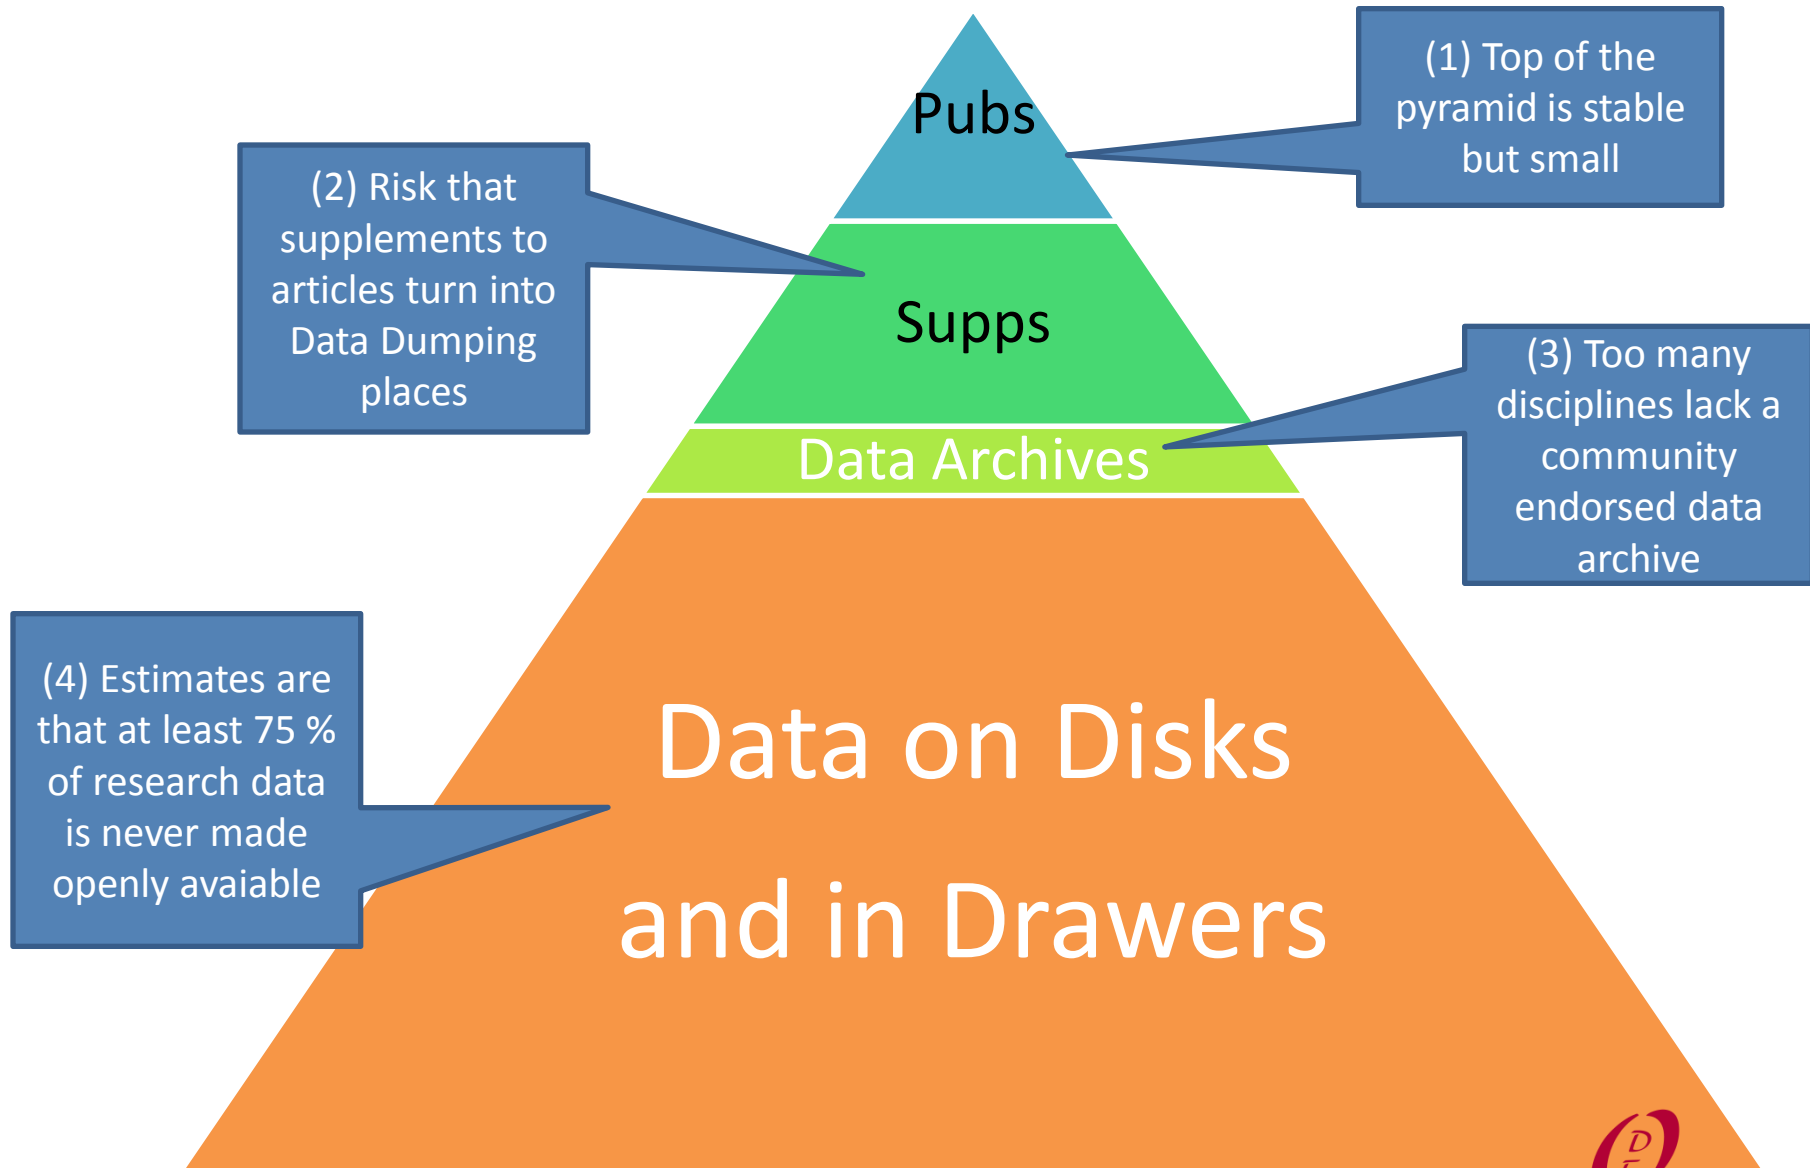 Pubs
(1) Top of the
pyramid is stable
but small
(2) Risk that
supplements to
articles turn into
Data Dumping
places
Supps
(3) Too many
disciplines lack a
community
endorsed data
archive
Data Archives
(4) Estimates are
that at least 75 %
of research data
is never made
openly avaiable
Data on Disks
and in Drawers
D